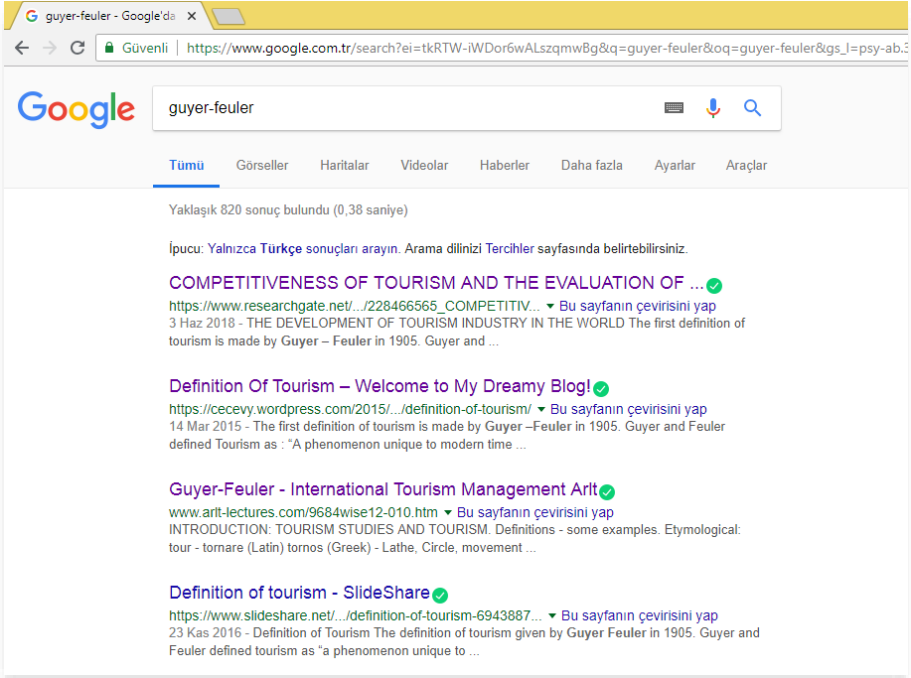 guyer-feuler - Google'da
Güvenli | https://www.google.com.tr/search?ei=tkRTW-iWDor6wALszqmwBg&q=guyer-feuler&oq=guyer-feuler&gs_l=psy-ab.3
Google guyer-feuler
Tümü Görseller Haritalar Videolar Haberler Daha fazla Ayarlar Araçlar
Yaklaşık 820 sonuç bulundu (0,38 saniye)
İpucu: Yalnızca Türkçe sonuçları arayın. Arama dilinizi Tercihler sayfasında belirtebilirsiniz.
COMPETITIVENESS OF TOURISM AND THE EVALUATION OF ...
https://www.researchgate.net/.../228466565_COMPETITIV... Bu sayfanın çevirisini yap
3 Haz 2018 - THE DEVELOPMENT OF TOURISM INDUSTRY IN THE WORLD The first definition of
tourism is made by Guyer – Feuler in 1905. Guyer and ...
Definition Of Tourism – Welcome to My Dreamy Blog!
https://cecevy.wordpress.com/2015/.../definition-of-tourism/ Bu sayfanın çevirisini yap
14 Mar 2015 - The first definition of tourism is made by Guyer –Feuler in 1905. Guyer and Feuler
defined Tourism as : “A phenomenon unique to modern time ...
Guyer-Feuler - International Tourism Management Arlt
www.arlt-lectures.com/9684wise12-010.htm Bu sayfanın çevirisini yap
INTRODUCTION: TOURISM STUDIES AND TOURISM. Definitions - some examples. Etymological:
tour - tornare (Latin) tornos (Greek) - Lathe, Circle, movement ...
Definition of tourism - SlideShare
https://www.slideshare.net/.../definition-of-tourism-6943887... Bu sayfanın çevirisini yap
23 Kas 2016 - Definition of Tourism The definition of tourism given by Guyer Feuler in 1905. Guyer and
Feuler defined tourism as “a phenomenon unique to ...